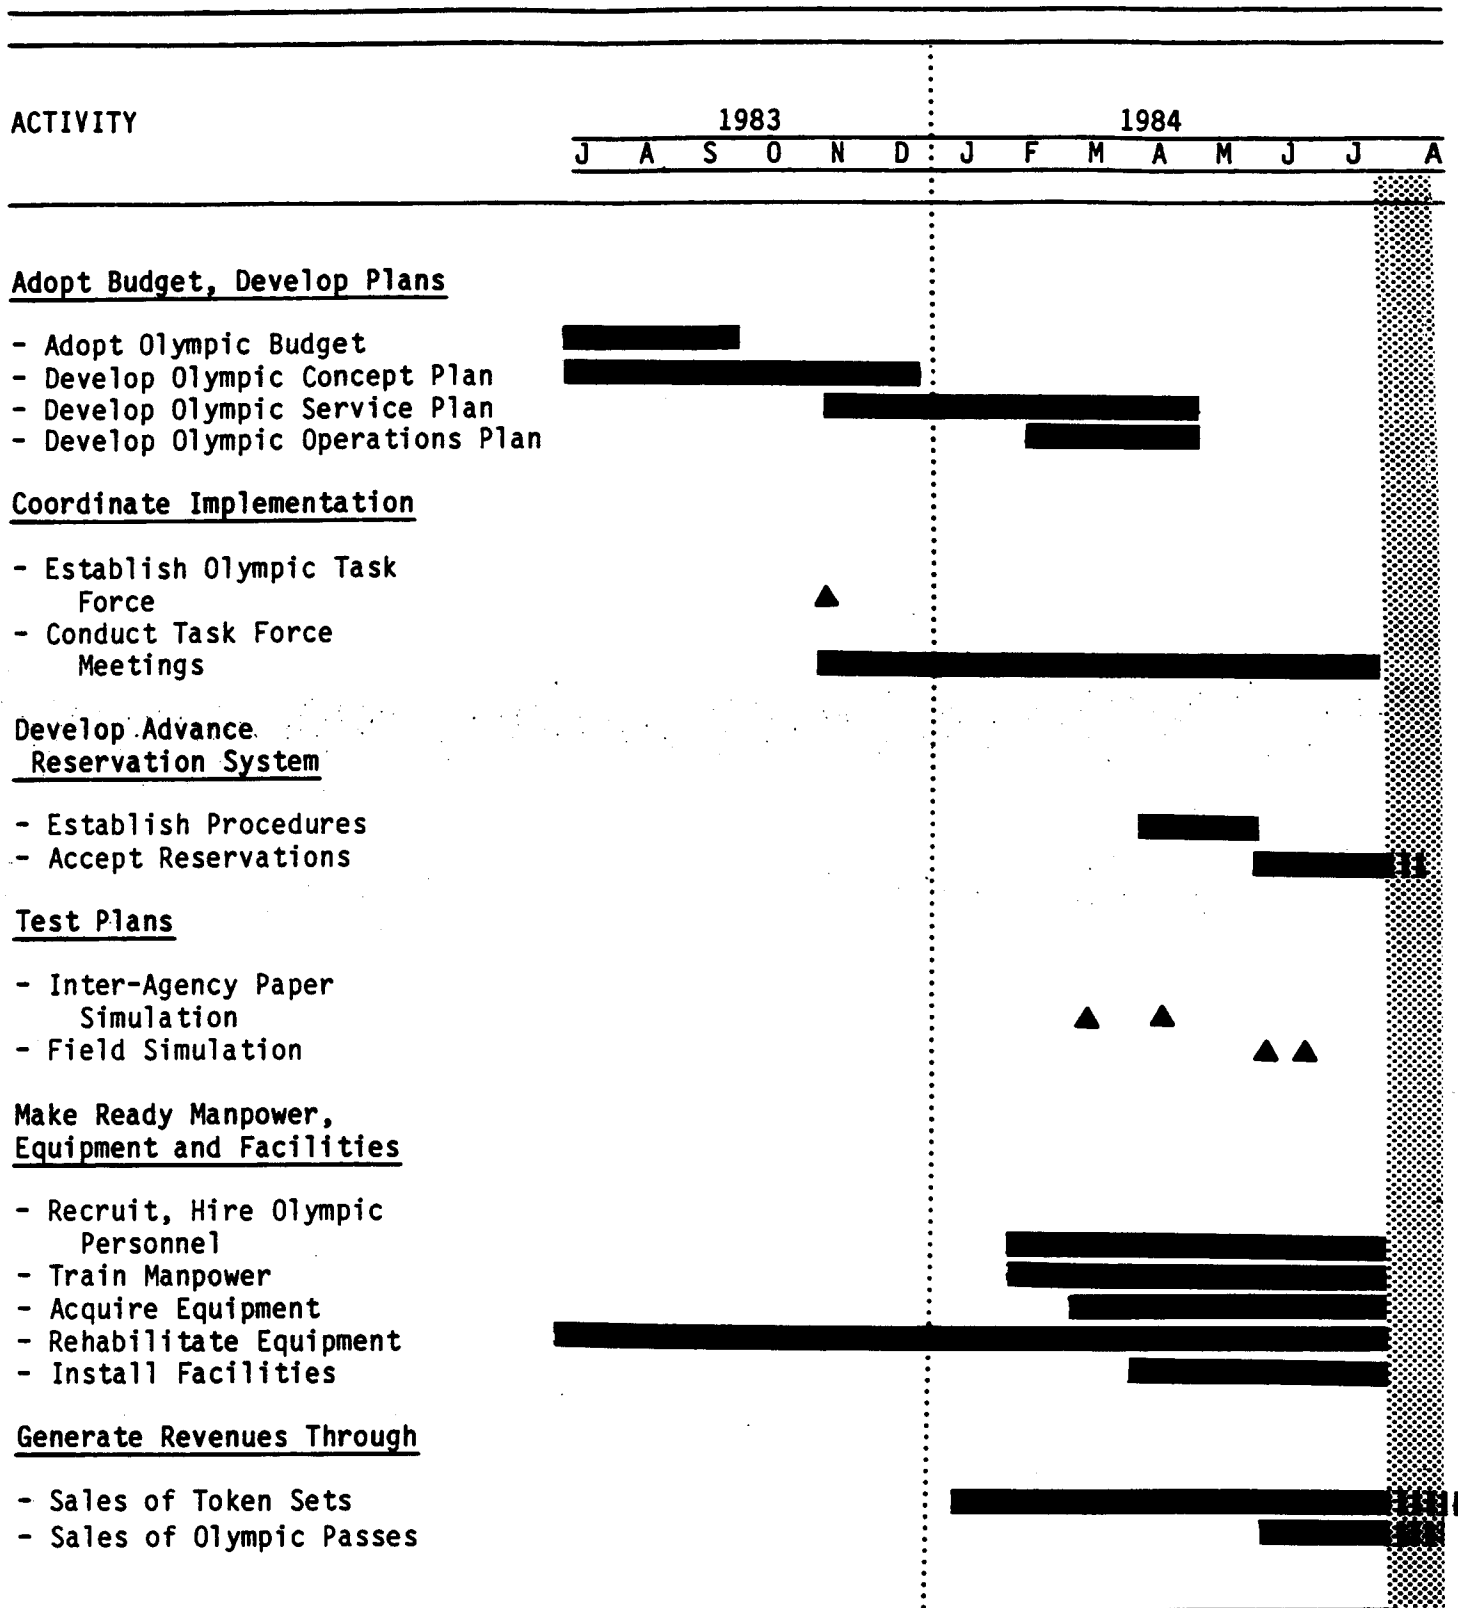 1983 1984
ACTIVITY
J A S O N D J F M A M J J A
Adopt Budget, Develop Plans
- Adopt Olympic Budget
- Develop Olympic Concept Plan
- Develop Olympic Service Plan
- Develop Olympic Operations Plan
Coordinate Implementation
- Establish Olympic Task
Force
- Conduct Task Force
Meetings
Develop Advance
Reservation System
- Establish Procedures
- Accept Reservations
Test Plans
- Inter-Agency Paper
Simulation
- Field Simulation
Make Ready Manpower,
Equipment and Facilities
- Recruit, Hire Olympic
Personnel
- Train Manpower
- Acquire Equipment
- Rehabilitate Equipment
- Install Facilities
Generate Revenues Through
- Sales of Token Sets
- Sales of Olympic Passes